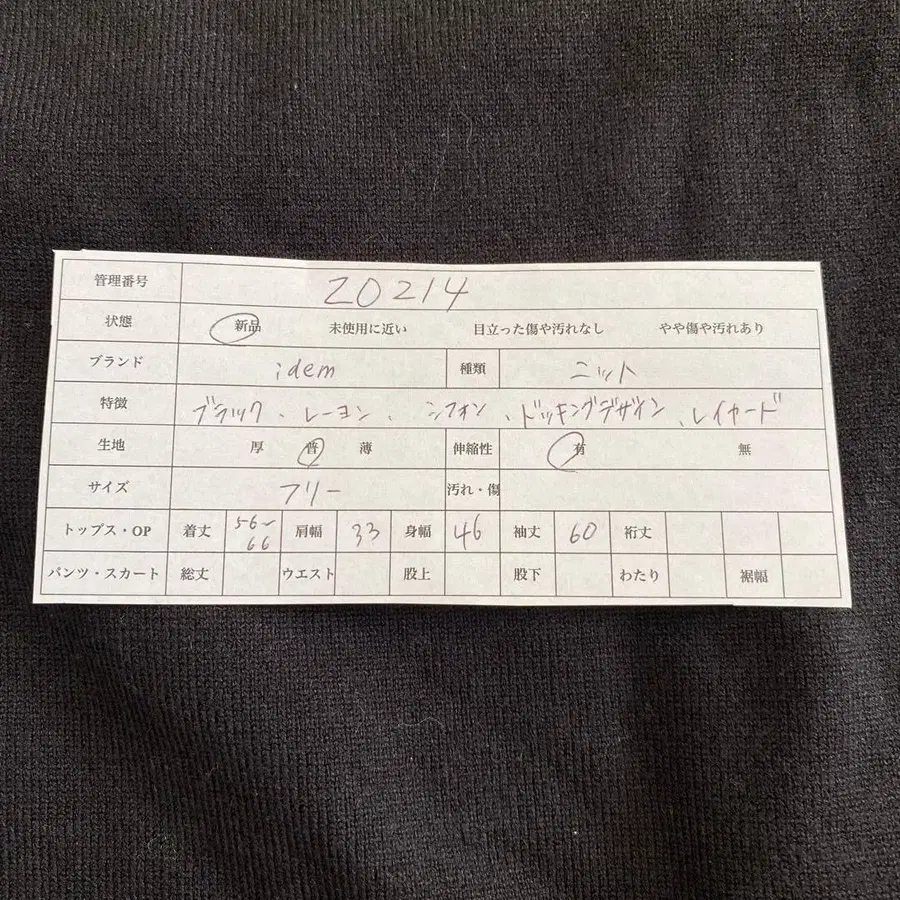 管理番号 Z0214
状態 新品 未使用に近い 目立った傷や汚れなし やや傷や汚れあり
ブランド idem 種類 ニット
特徴 ブラック、レーヨン、シフォン、ドッキングデザイン、レイヤード
生地 厚 普 薄 伸縮性 有 無
サイズ フリー 汚れ・傷
トップス・OP 着丈 56~66 肩幅 33 身幅 46 袖丈 60 裄丈
パンツ・スカート 総丈 ウエスト 股上 股下 わたり 裾幅